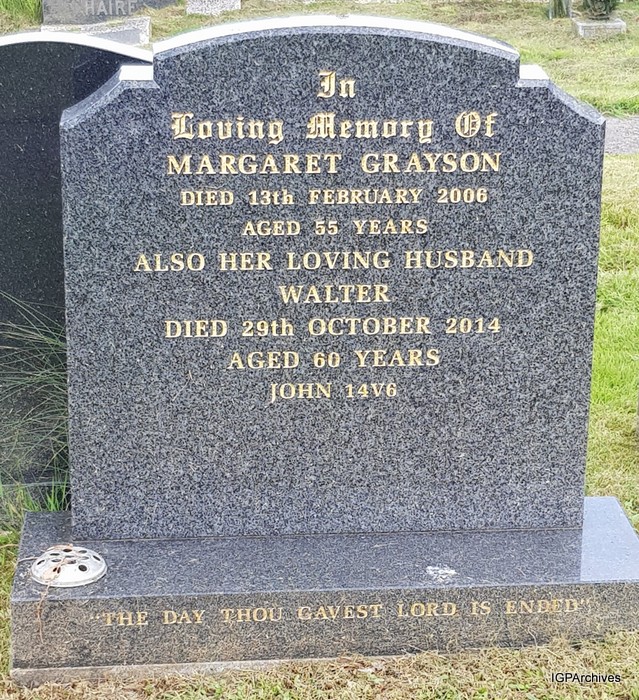 HAIRE
In
Loving Memory Of
MARGARET GRAYSON
DIED 13th FEBRUARY 2006
AGED 55 YEARS
ALSO HER LOVING HUSBAND
WALTER
DIED 29th OCTOBER 2014
AGED 60 YEARS
JOHN 14V6
"THE DAY THOU GAVEST LORD IS ENDED"
IGPArchives